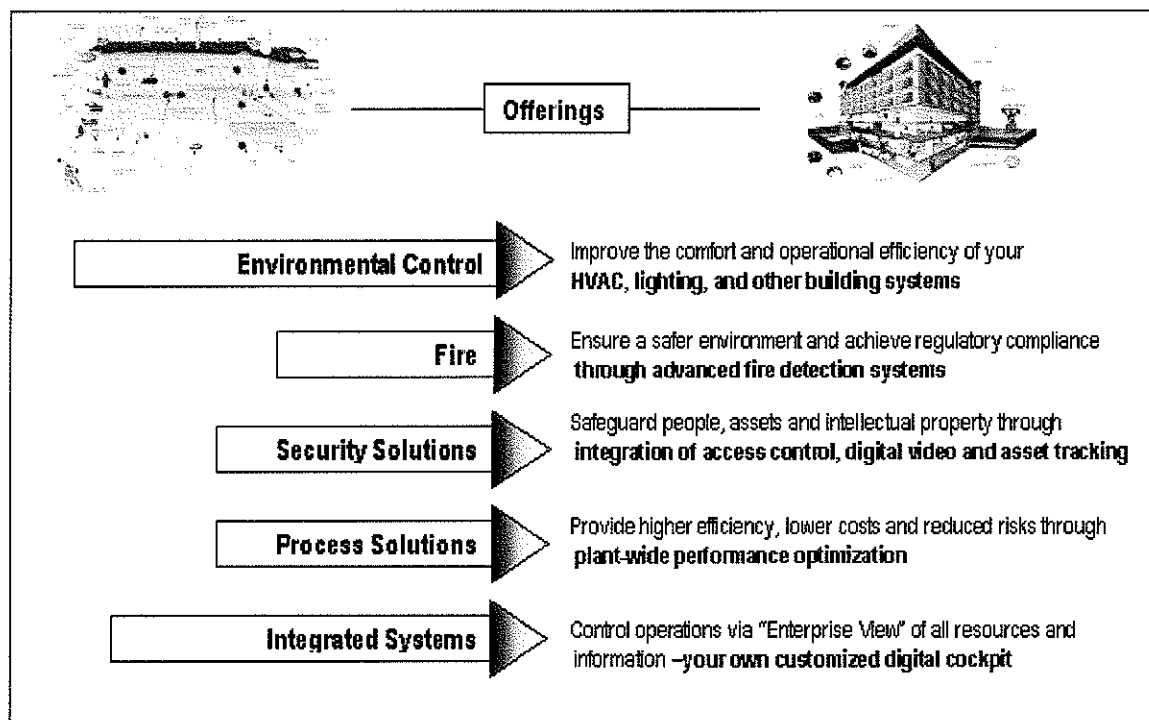 Offerings
Environmental Control
Improve the comfort and operational efficiency of your
HVAC, lighting, and other building systems
Fire
Ensure a safer environment and achieve regulatory compliance
through advanced fire detection systems
Security Solutions
Safeguard people, assets and intellectual property through
integration of access control, digital video and asset tracking
Process Solutions
Provide higher efficiency, lower costs and reduced risks through
plant-wide performance optimization
Integrated Systems
Control operations via "Enterprise View" of all resources and
information –your own customized digital cockpit